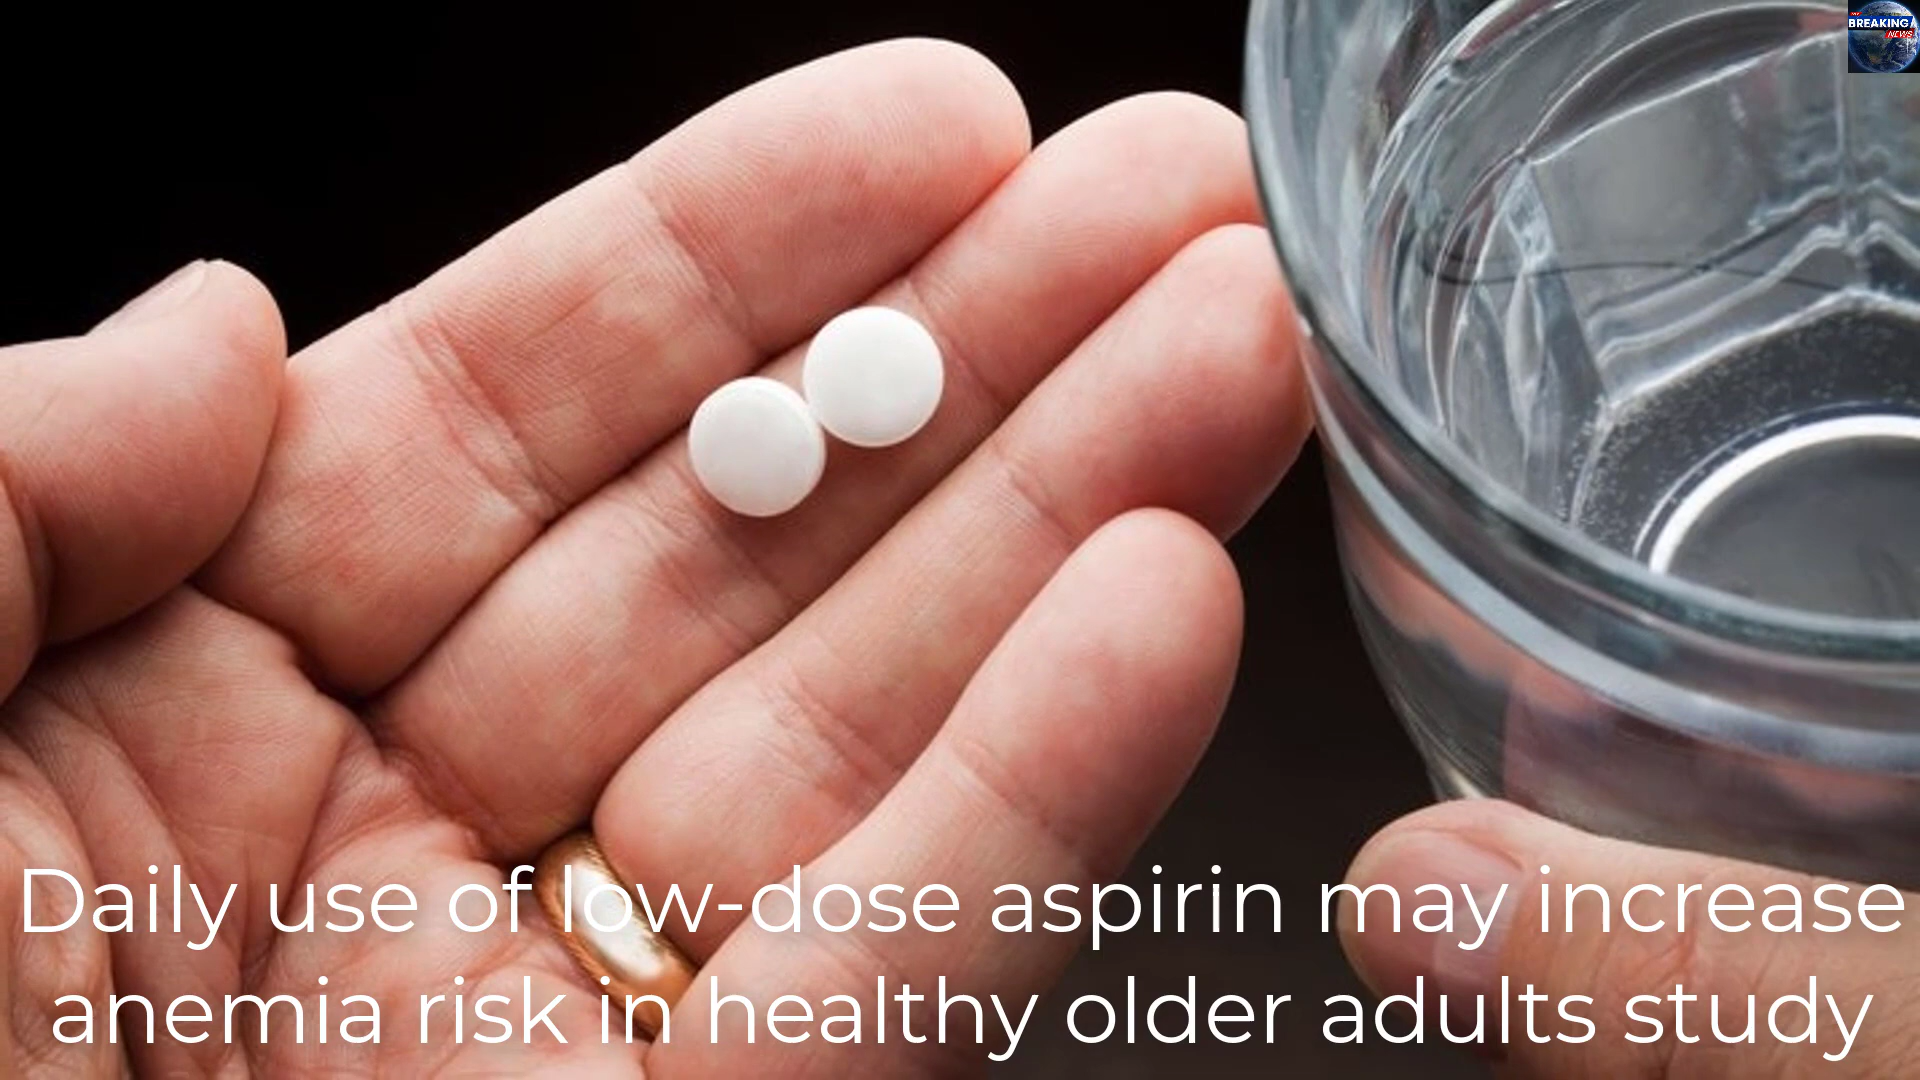 BREAKING
NEWS
Daily use of low-dose aspirin may increase
anemia risk in healthy older adults study